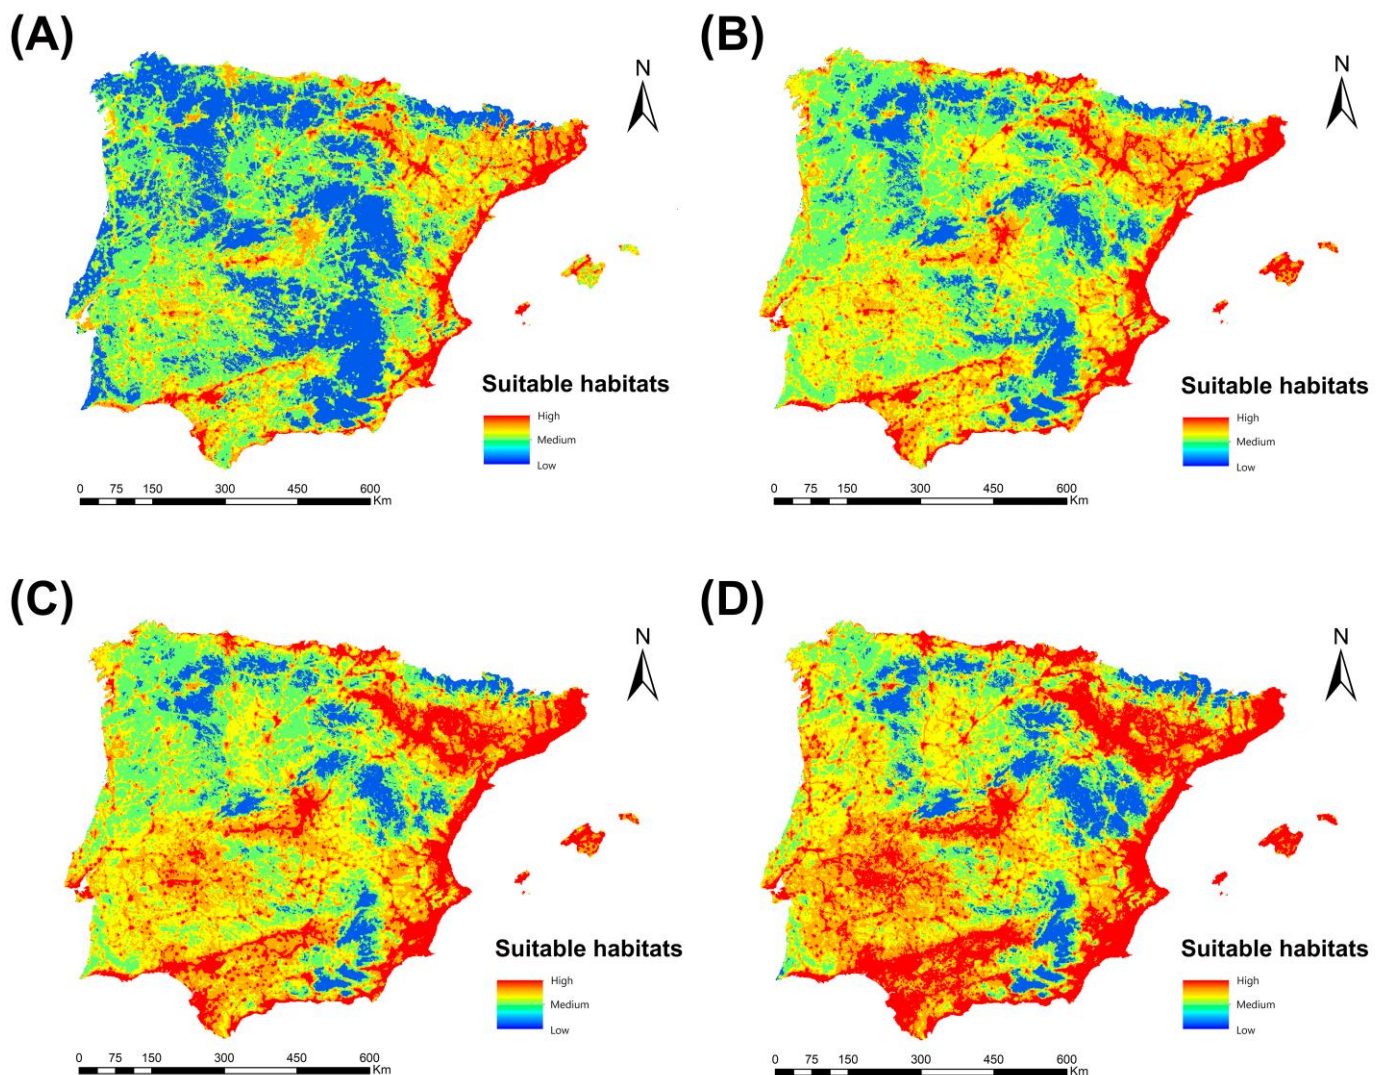 (A)
N
Suitable habitats
High
Medium
Low
0 75 150 300 450 600
Km
(B)
N
Suitable habitats
High
Medium
Low
0 75 150 300 450 600
Km
(C)
N
Suitable habitats
High
Medium
Low
0 75 150 300 450 600
Km
(D)
N
Suitable habitats
High
Medium
Low
0 75 150 300 450 600
Km